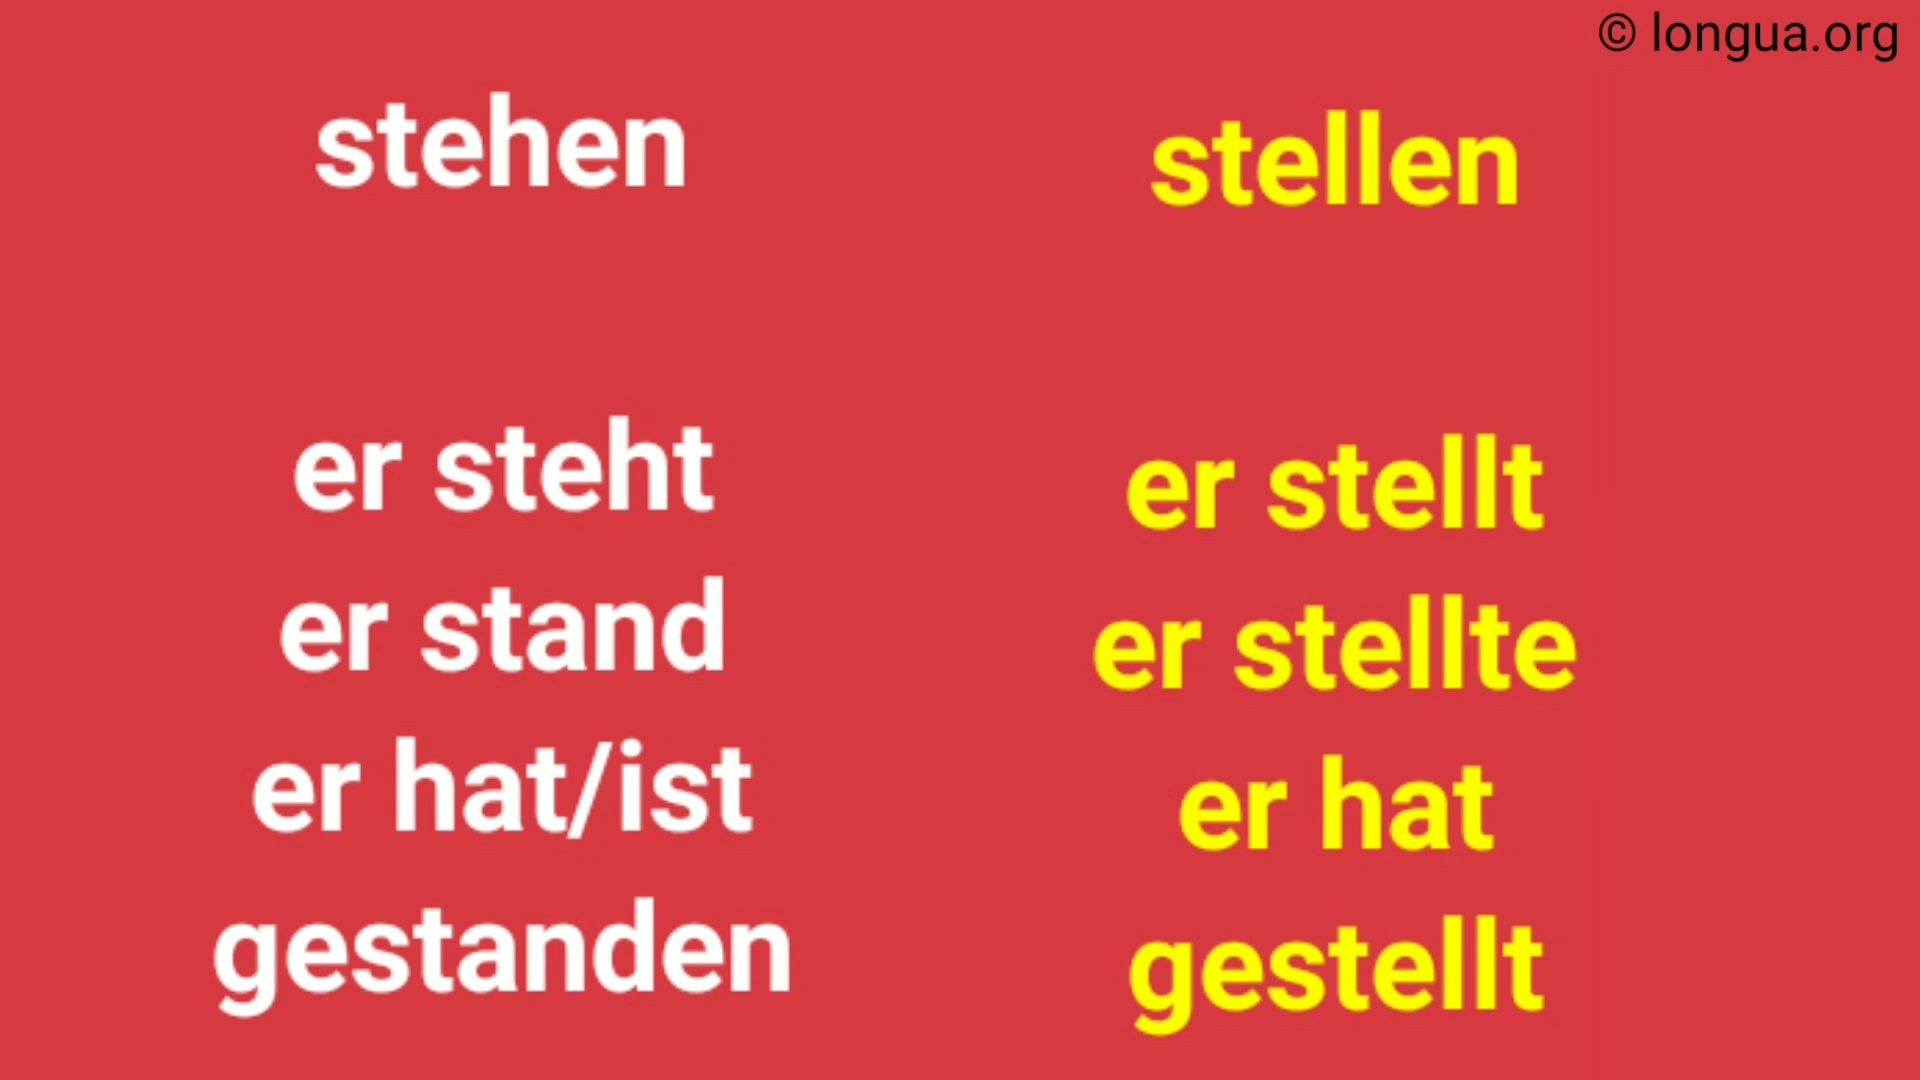 © longua.org
stehen
er steht
er stand
er hat/ist
gestanden
stellen
er stellt
er stellte
er hat
gestellt